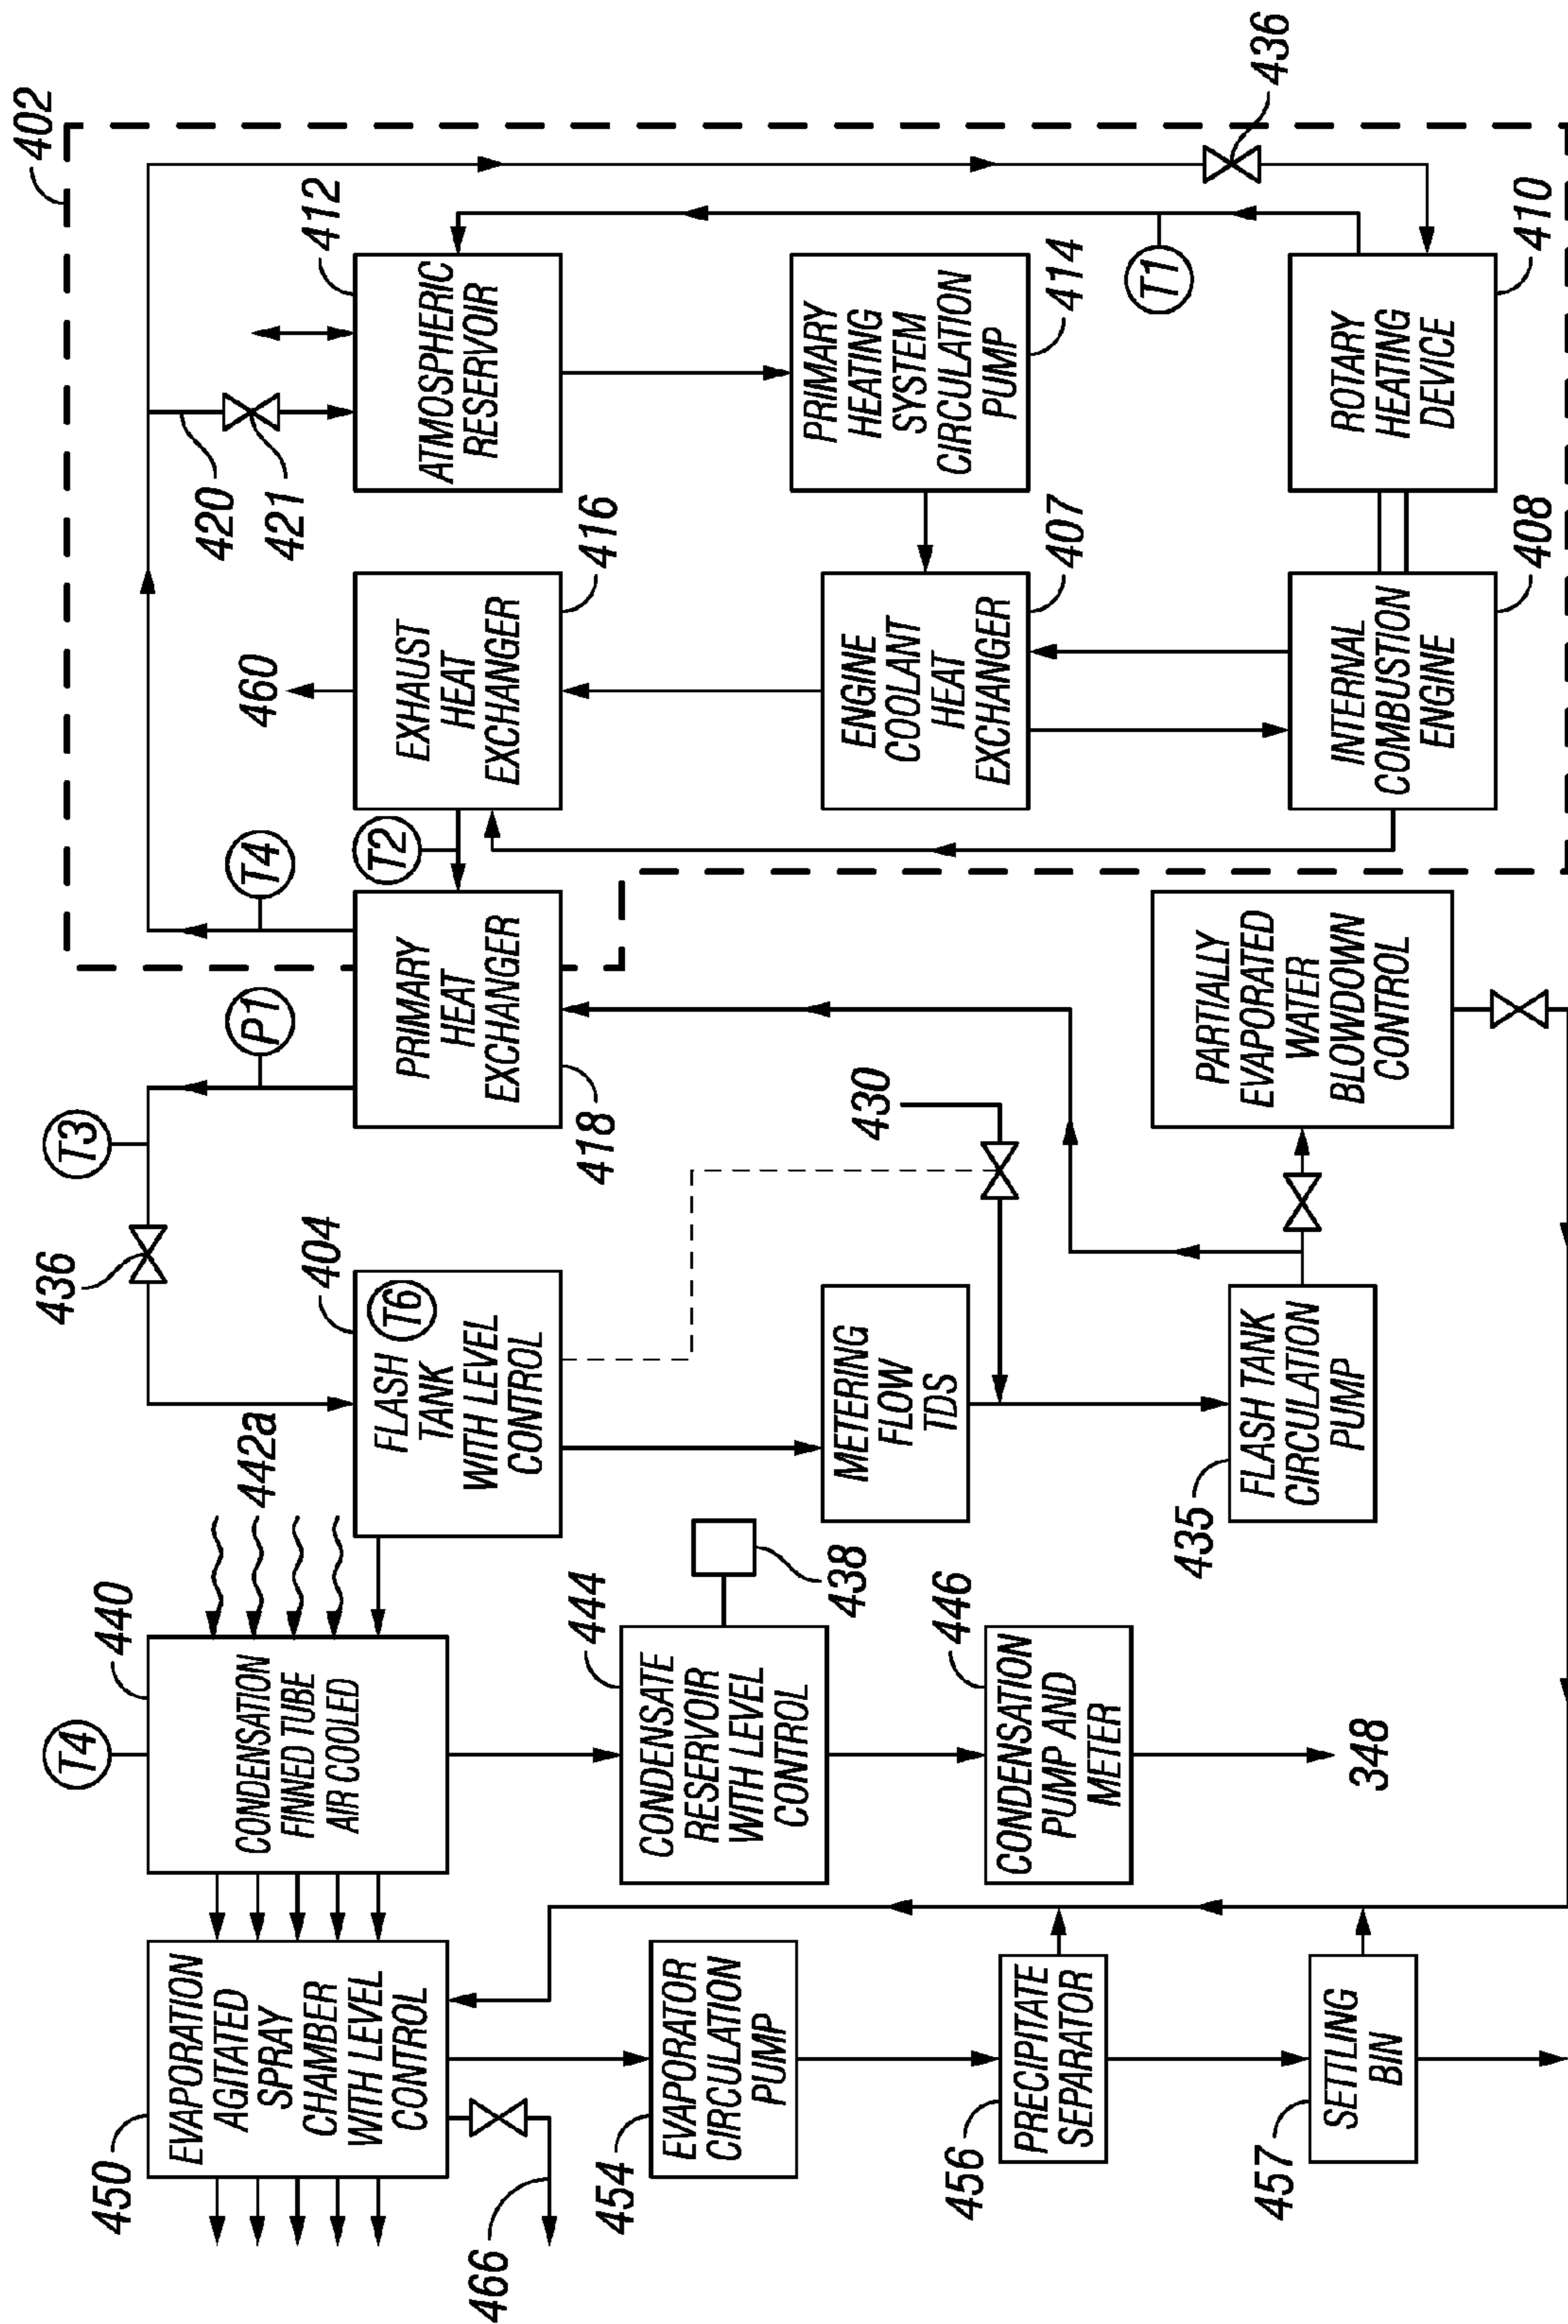 402
436
412
ATMOSPHERIC
RESERVOIR
420
421
414
PRIMARY
HEATING
SYSTEM
CIRCULATION
PUMP
T1
410
ROTARY
HEATING
DEVICE
460
416
EXHAUST
HEAT
EXCHANGER
407
ENGINE
COOLANT
HEAT
EXCHANGER
408
INTERNAL
COMBUSTION
ENGINE
T4
T2
P1
T3
PRIMARY
HEAT
EXCHANGER
418
430
PARTIALLY
EVAPORATED
WATER
BLOWDOWN
CONTROL
436
404
FLASH T6
TANK
WITH LEVEL
CONTROL
METERING
FLOW
TDS
FLASH TANK
CIRCULATION
PUMP
435
442a
440
T4
CONDENSATION
FINNED TUBE
AIR COOLED
444
438
CONDENSATE
RESERVOIR
WITH LEVEL
CONTROL
446
CONDENSATION
PUMP AND
METER
348
EVAPORATION
AGITATED
SPRAY
CHAMBER
WITH LEVEL
CONTROL
450
EVAPORATOR
CIRCULATION
PUMP
454
PRECIPITATE
SEPARATOR
456
SETTLING
BIN
457
466